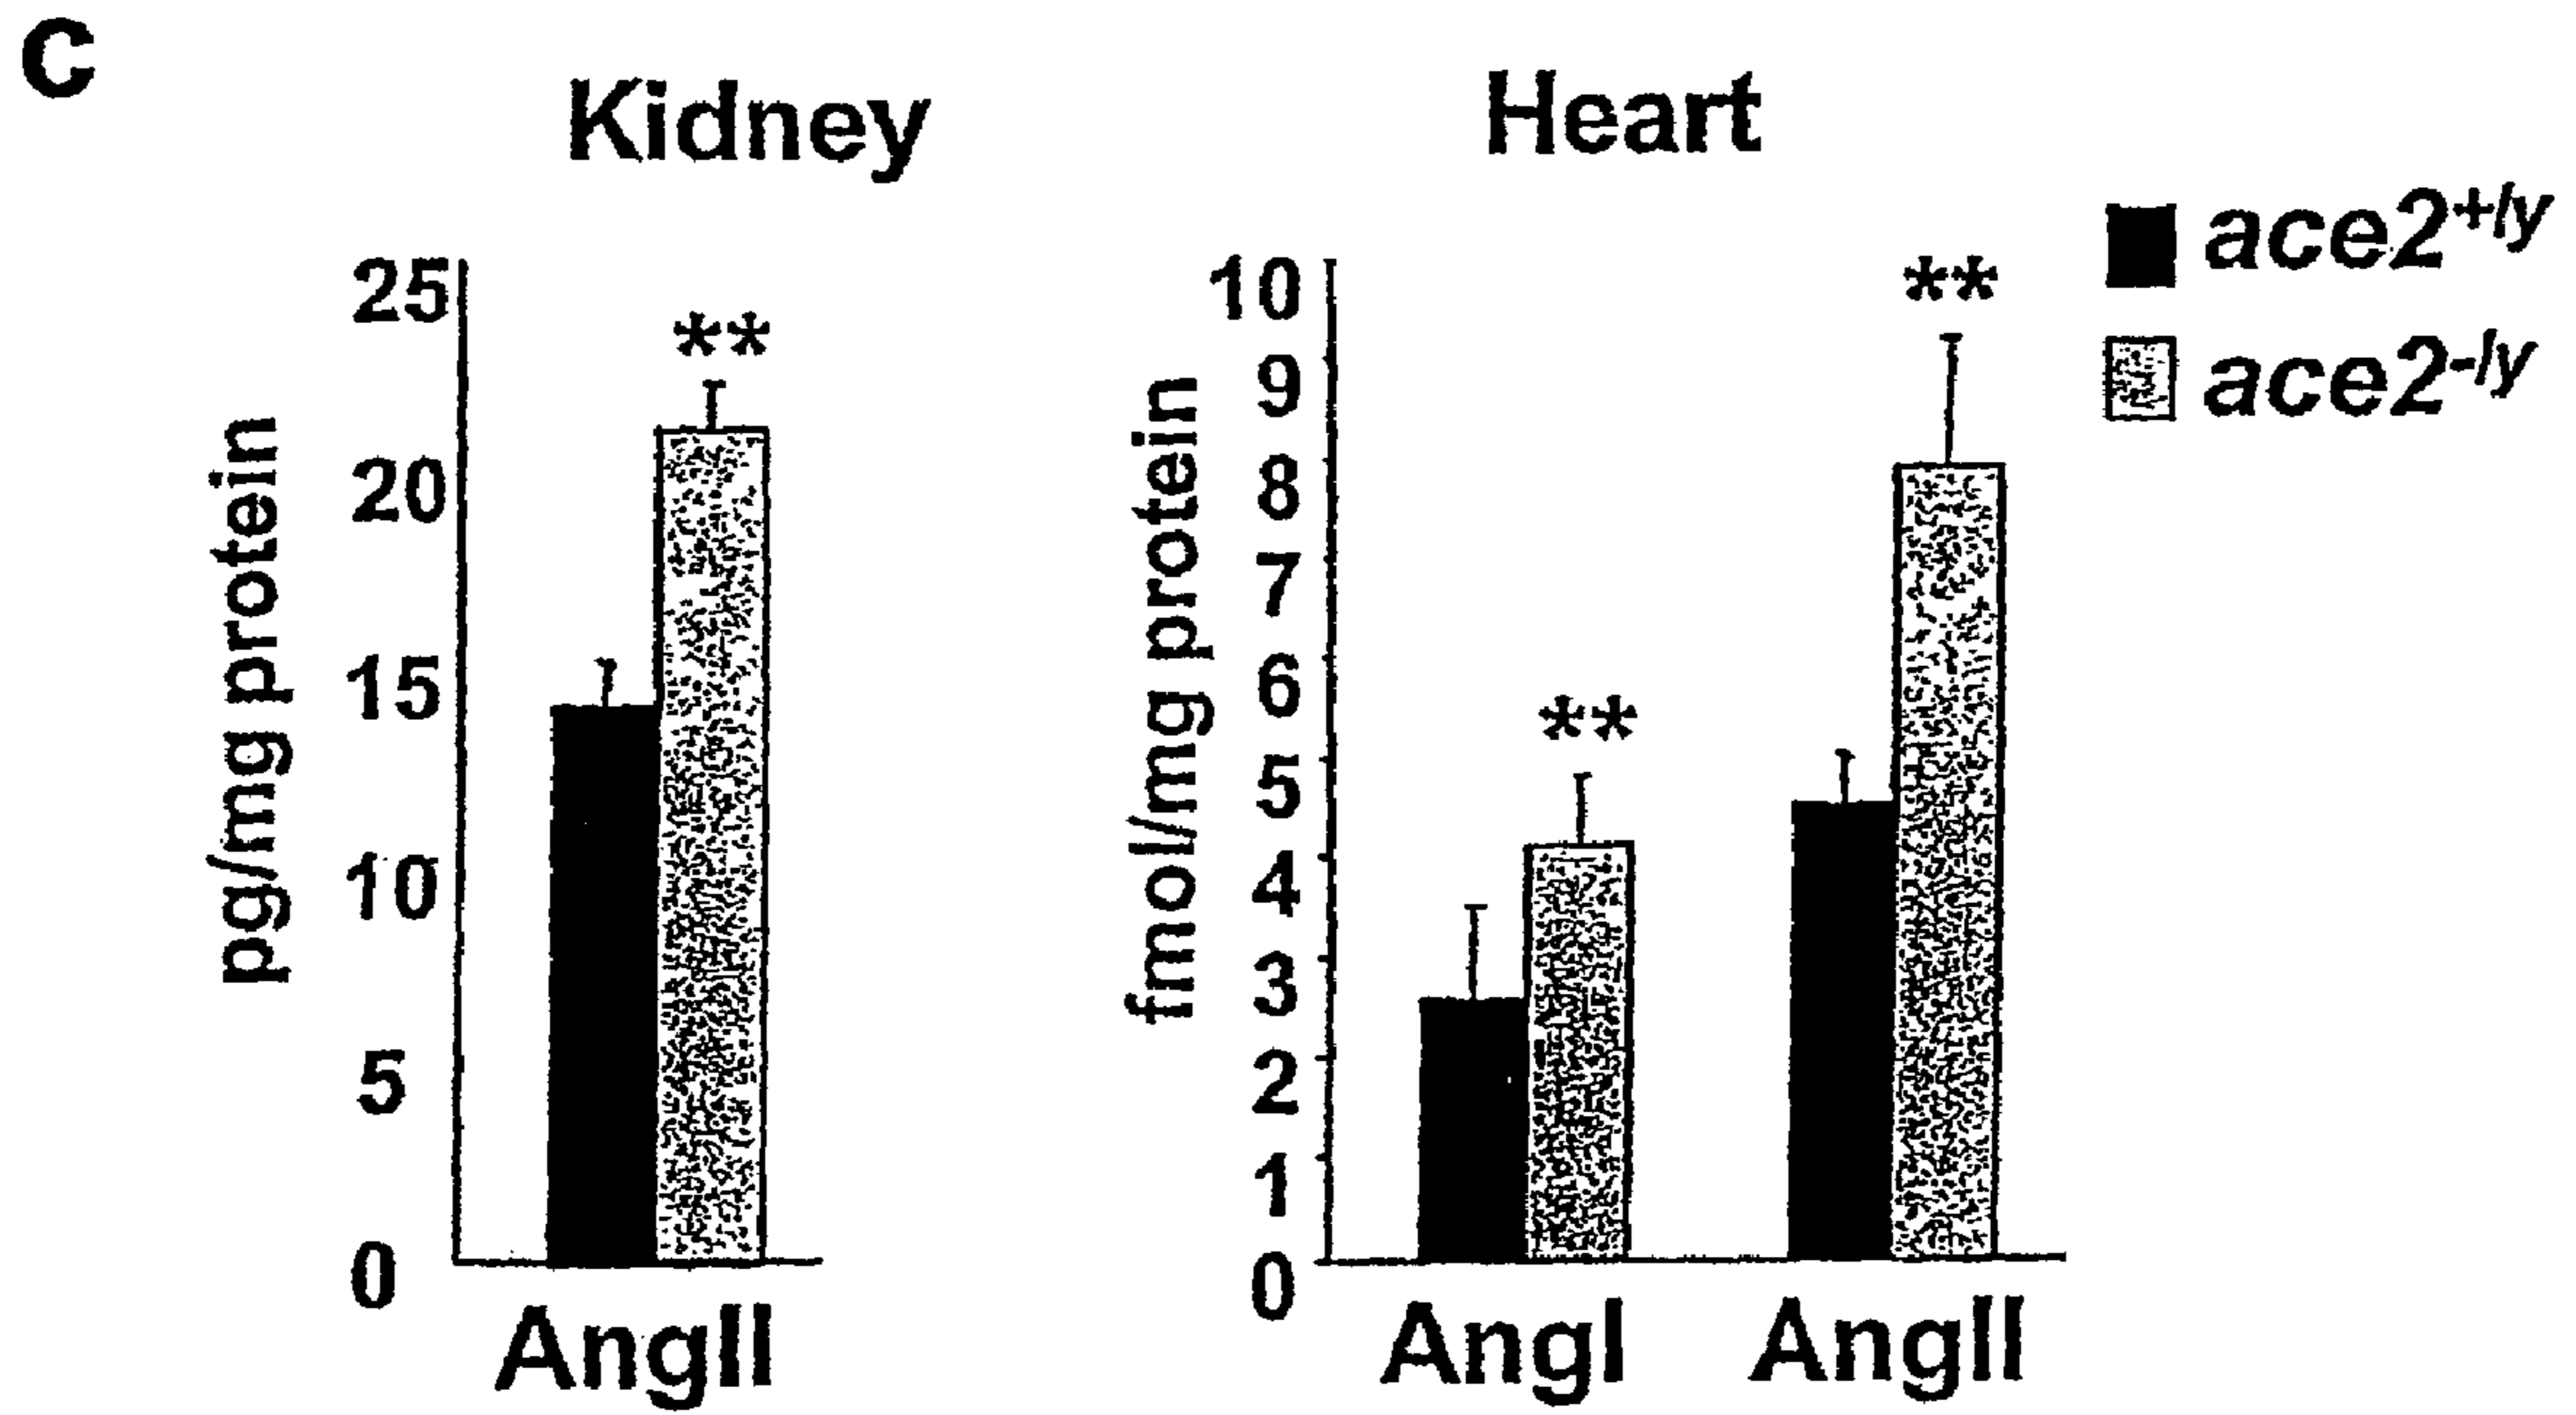 c
Kidney
Heart
ace2+/y
ace2-/y
pg/mg protein
25
20
15
10
5
0
**
AngII
fmol/mg protein
10
9
8
7
6
5
4
3
2
1
0
**
**
AngI
AngII